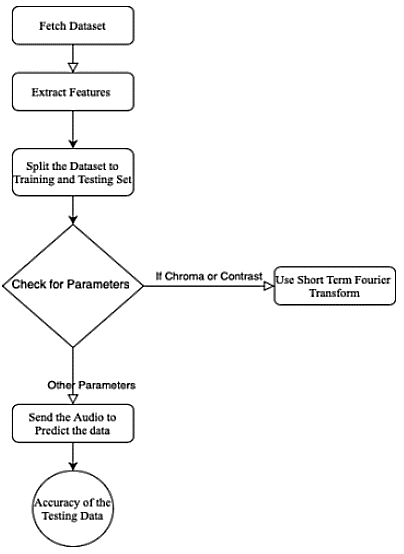 Fetch Dataset
Extract Features
Split the Dataset to
Training and Testing Set
Check for Parameters
If Chroma or Contrast
Use Short Term Fourier
Transform
Other Parameters
Send the Audio to
Predict the data
Accuracy of the
Testing Data